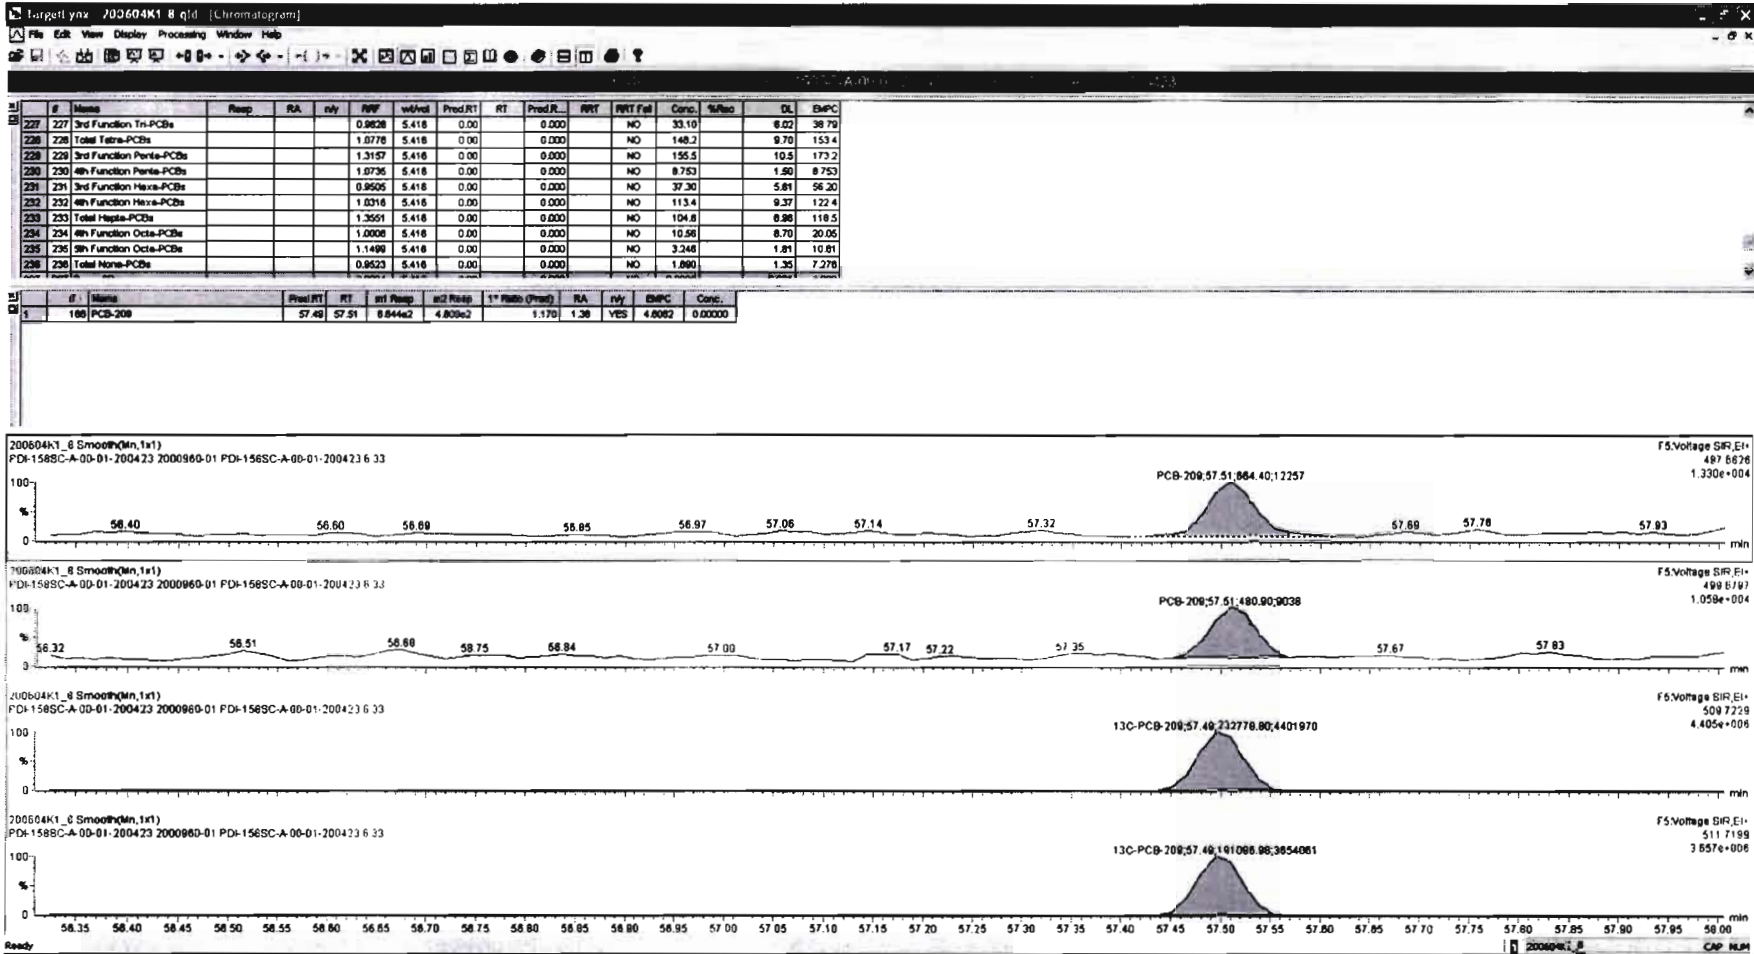 TargetLynx - 200604K1_8.qld - [Chromatogram]
File Edit View Display Processing Window Help
# Name Resp RA n/y RRF wt/vol Pred.RT RT Pred.R... RRT RRT Fail Conc. %Rec DL EMPC
227 227 3rd Function Tri-PCBs 0.9828 5.416 0.00 0.000 NO 33.10 6.02 38.79
228 228 Total Tetra-PCBs 1.0778 5.416 0.00 0.000 NO 148.2 9.70 153.4
229 229 3rd Function Penta-PCBs 1.3157 5.416 0.00 0.000 NO 155.5 10.5 173.2
230 230 4th Function Penta-PCBs 1.0735 5.416 0.00 0.000 NO 8.753 1.50 8.753
231 231 3rd Function Hexa-PCBs 0.9505 5.416 0.00 0.000 NO 37.30 5.61 56.20
232 232 4th Function Hexa-PCBs 1.0316 5.416 0.00 0.000 NO 113.4 9.37 122.4
233 233 Total Hepta-PCBs 1.3551 5.416 0.00 0.000 NO 104.8 8.98 118.5
234 234 4th Function Octa-PCBs 1.0008 5.416 0.00 0.000 NO 10.56 8.70 20.05
235 235 5th Function Octa-PCBs 1.1499 5.416 0.00 0.000 NO 3.246 1.81 10.81
236 236 Total Nona-PCBs 0.9523 5.416 0.00 0.000 NO 1.890 1.35 7.276
# Name Pred.RT RT m1 Resp m2 Resp 1° Ratio (Pred) RA n/y EMPC Conc.
1 166 PCB-209 57.49 57.51 6.644e2 4.809e2 1.170 1.38 YES 4.6082 0.00000
200604K1_8 Smooth(Mn,1x1)
PDI-158SC-A-00-01-200423 2000960-01 PDI-158SC-A-00-01-200423 6.33
F5:Voltage SIR,EI+
497.6826
1.330e+004
PCB-209;57.51;664.40;12257
100
%
0
56.40 56.60 56.69 56.85 56.97 57.06 57.14 57.32 57.69 57.76 57.93
min
200604K1_8 Smooth(Mn,1x1)
PDI-158SC-A-00-01-200423 2000960-01 PDI-158SC-A-00-01-200423 6.33
F5:Voltage SIR,EI+
499.6797
1.058e+004
PCB-209;57.51;480.90;9038
100
%
0
56.32 56.51 56.68 56.75 56.84 57.00 57.17 57.22 57.35 57.67 57.83
min
200604K1_8 Smooth(Mn,1x1)
PDI-158SC-A-00-01-200423 2000960-01 PDI-158SC-A-00-01-200423 6.33
F5:Voltage SIR,EI+
509.7229
4.405e+006
13C-PCB-209;57.49;232778.80;4401970
100
%
0
min
200604K1_8 Smooth(Mn,1x1)
PDI-158SC-A-00-01-200423 2000960-01 PDI-158SC-A-00-01-200423 6.33
F5:Voltage SIR,EI+
511.7199
3.657e+006
13C-PCB-209;57.49;191096.98;3654061
100
%
0
min
56.35 56.40 56.45 56.50 56.55 56.60 56.65 56.70 56.75 56.80 56.85 56.90 56.95 57.00 57.05 57.10 57.15 57.20 57.25 57.30 57.35 57.40 57.45 57.50 57.55 57.60 57.65 57.70 57.75 57.80 57.85 57.90 57.95 58.00
Ready
1 200604K1_8 CAP NUM